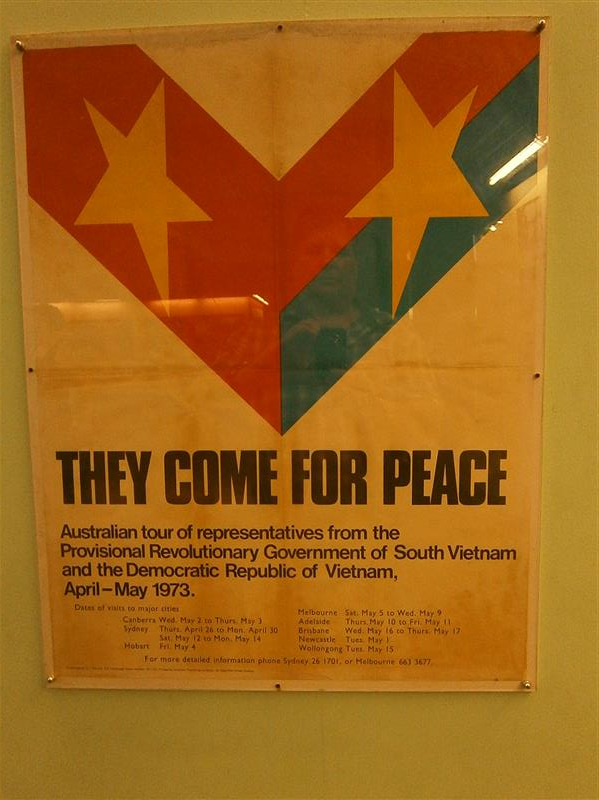 THEY COME FOR PEACE
Australian tour of representatives from the
Provisional Revolutionary Government of South Vietnam
and the Democratic Republic of Vietnam,
April–May 1973.
Dates of visits to major cities
Canberra Wed. May 2 to Thurs. May 3
Sydney Thurs. April 26 to Mon. April 30
Sat. May 12 to Mon. May 14
Hobart Fri. May 4
Melbourne Sat. May 5 to Wed. May 9
Adelaide Thurs. May 10 to Fri. May 11
Brisbane Wed. May 16 to Thurs. May 17
Newcastle Tues. May 1
Wollongong Tues. May 15
For more detailed information phone Sydney 26 1701, or Melbourne 663 3677.